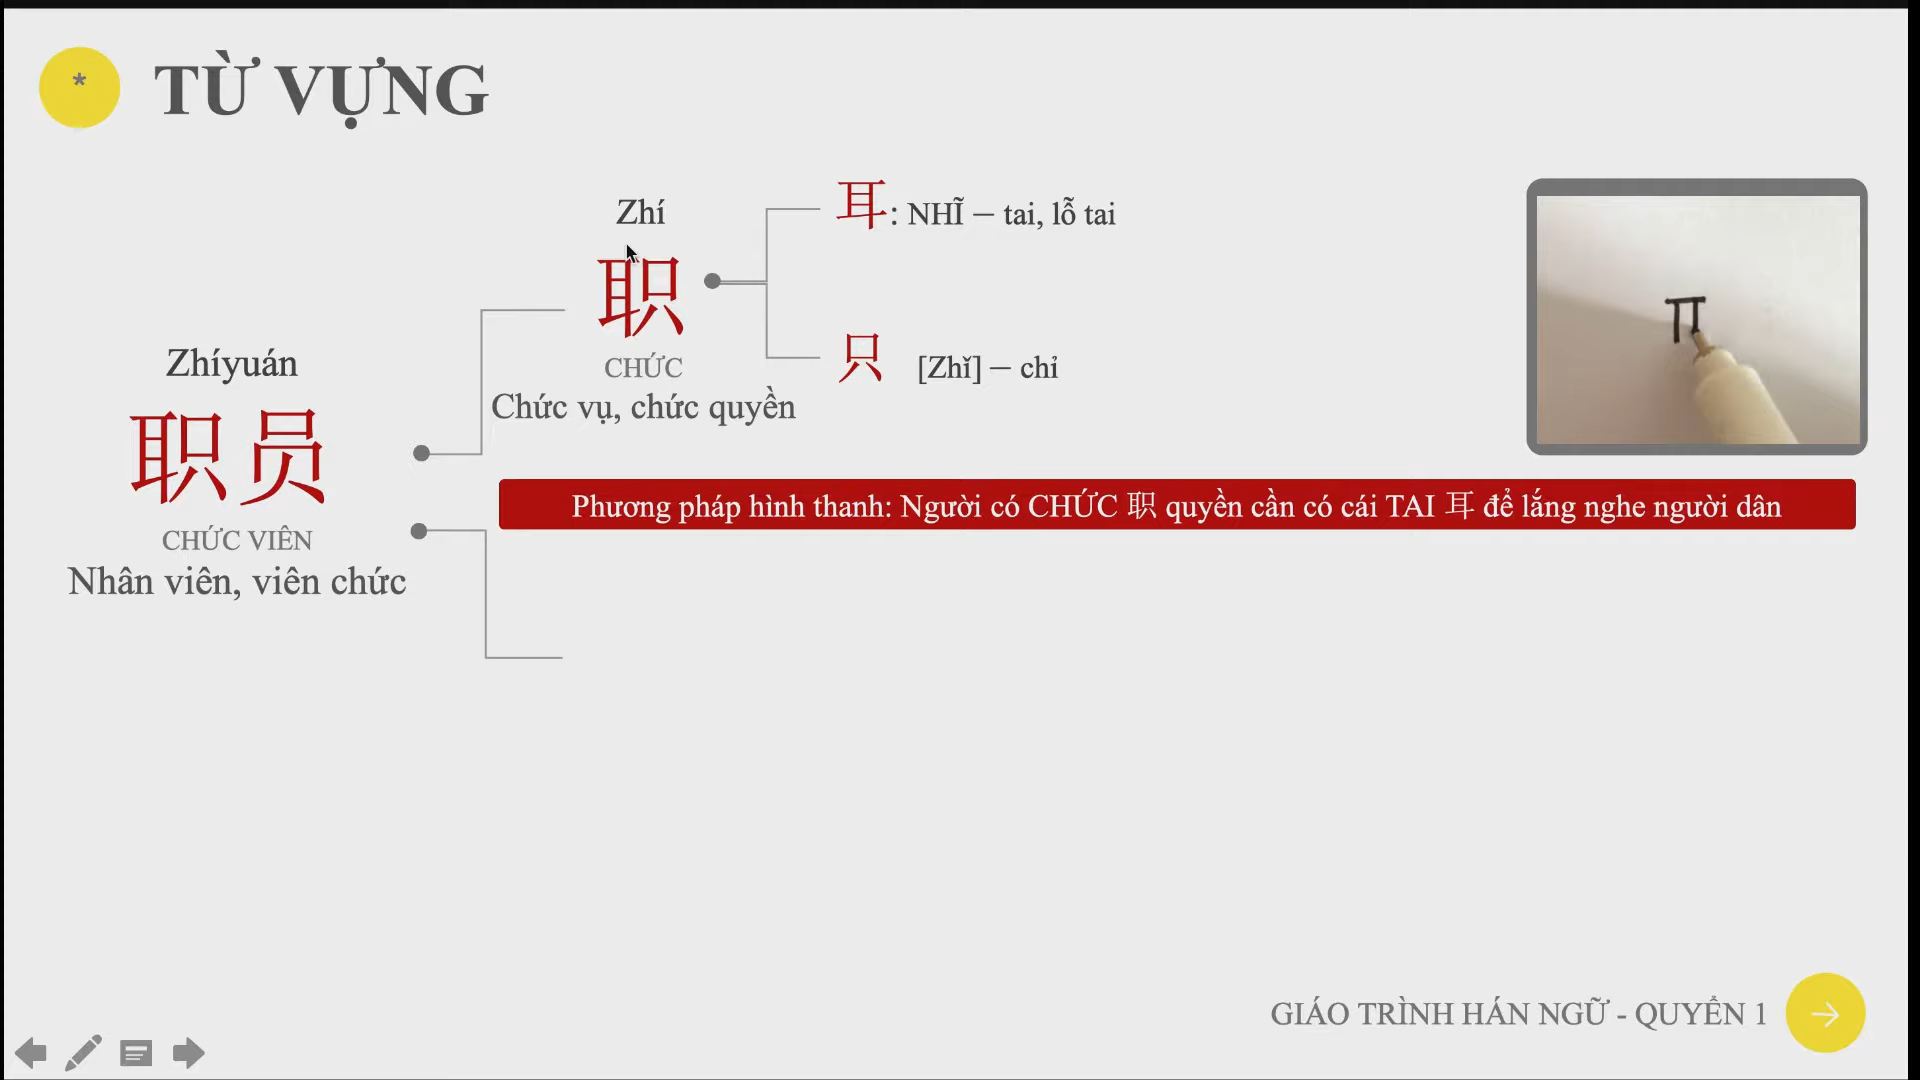 *
TỪ VỰNG
Zhíyuán
职员
CHỨC VIÊN
Nhân viên, viên chức
Zhí
职
CHỨC
Chức vụ, chức quyền
耳: NHĨ – tai, lỗ tai
只 [Zhǐ] – chỉ
Phương pháp hình thanh: Người có CHỨC 职 quyền cần có cái TAI 耳 để lắng nghe người dân
GIÁO TRÌNH HÁN NGỮ - QUYỂN 1